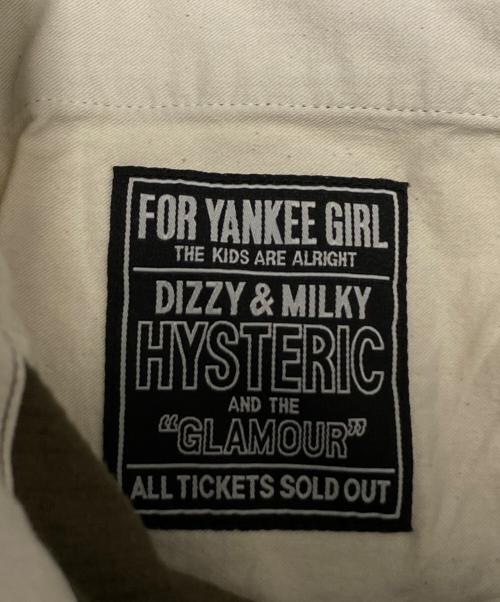 FOR YANKEE GIRL
THE KIDS ARE ALRIGHT
DIZZY & MILKY
HYSTERIC
AND THE
“GLAMOUR”
ALL TICKETS SOLD OUT